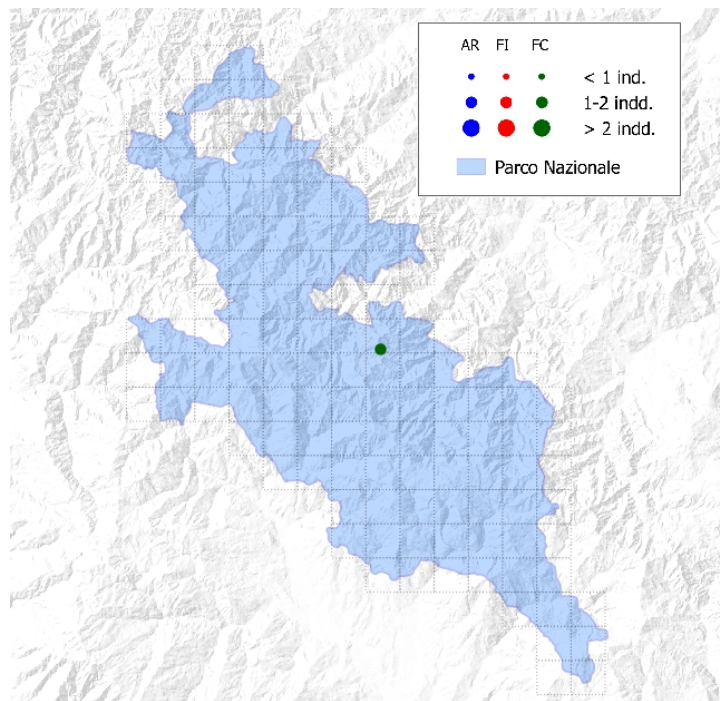 AR FI FC
< 1 ind.
1-2 indd.
> 2 indd.
Parco Nazionale